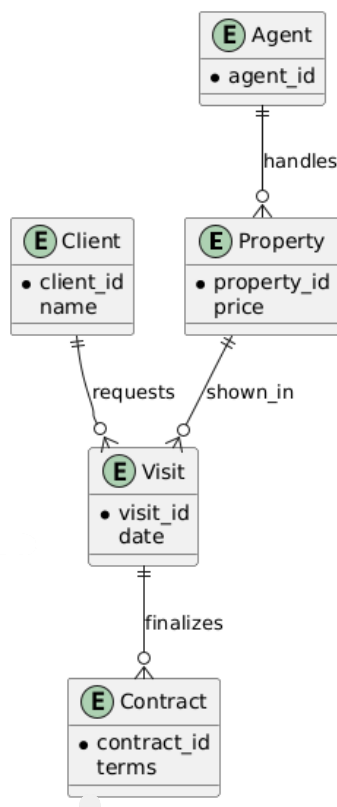 E Agent
agent_id
handles
E Client
client_id
name
E Property
property_id
price
requests
shown_in
E Visit
visit_id
date
finalizes
E Contract
contract_id
terms